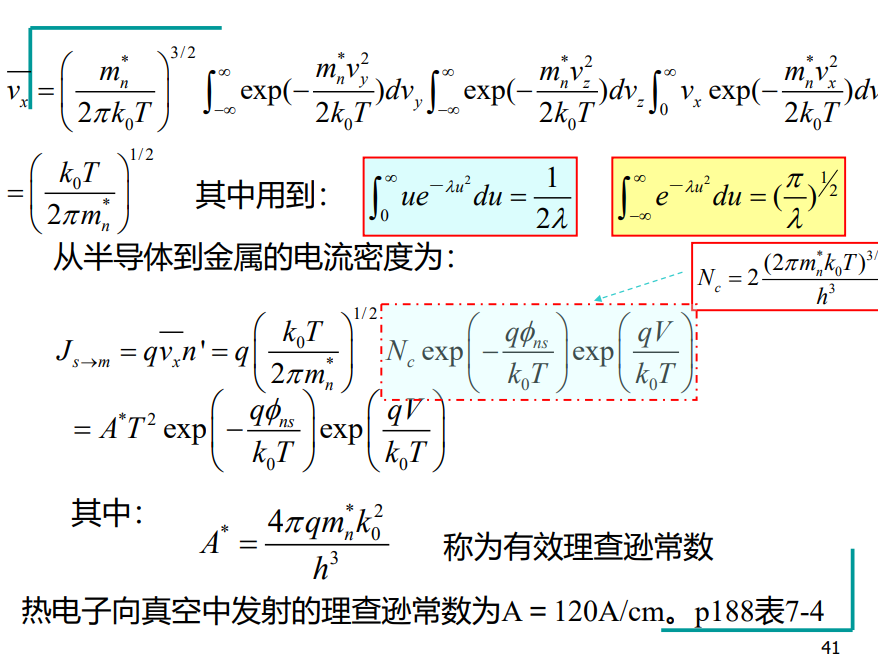 $\overline{v_x} = \left(\frac{m_n^*}{2\pi k_0 T}\right)^{3/2} \int_{-\infty}^{\infty} \exp(-\frac{m_n^* v_y^2}{2k_0 T}) dv_y \int_{-\infty}^{\infty} \exp(-\frac{m_n^* v_z^2}{2k_0 T}) dv_z \int_0^{\infty} v_x \exp(-\frac{m_n^* v_x^2}{2k_0 T}) dv$
$= \left(\frac{k_0 T}{2\pi m_n^*}\right)^{1/2}$ 其中用到： $\int_0^{\infty} u e^{-\lambda u^2} du = \frac{1}{2\lambda}$ $\int_{-\infty}^{\infty} e^{-\lambda u^2} du = (\frac{\pi}{\lambda})^{1/2}$
从半导体到金属的电流密度为：
$N_c = 2\frac{(2\pi m_n^* k_0 T)^{3/}}{h^3}$
$J_{s \to m} = q\overline{v_x} n' = q\left(\frac{k_0 T}{2\pi m_n^*}\right)^{1/2} N_c \exp\left(-\frac{q\phi_{ns}}{k_0 T}\right) \exp\left(\frac{qV}{k_0 T}\right)$
$= A^* T^2 \exp\left(-\frac{q\phi_{ns}}{k_0 T}\right) \exp\left(\frac{qV}{k_0 T}\right)$
其中： $A^* = \frac{4\pi q m_n^* k_0^2}{h^3}$ 称为有效理查逊常数
热电子向真空中发射的理查逊常数为A＝120A/cm。p188表7-4
41